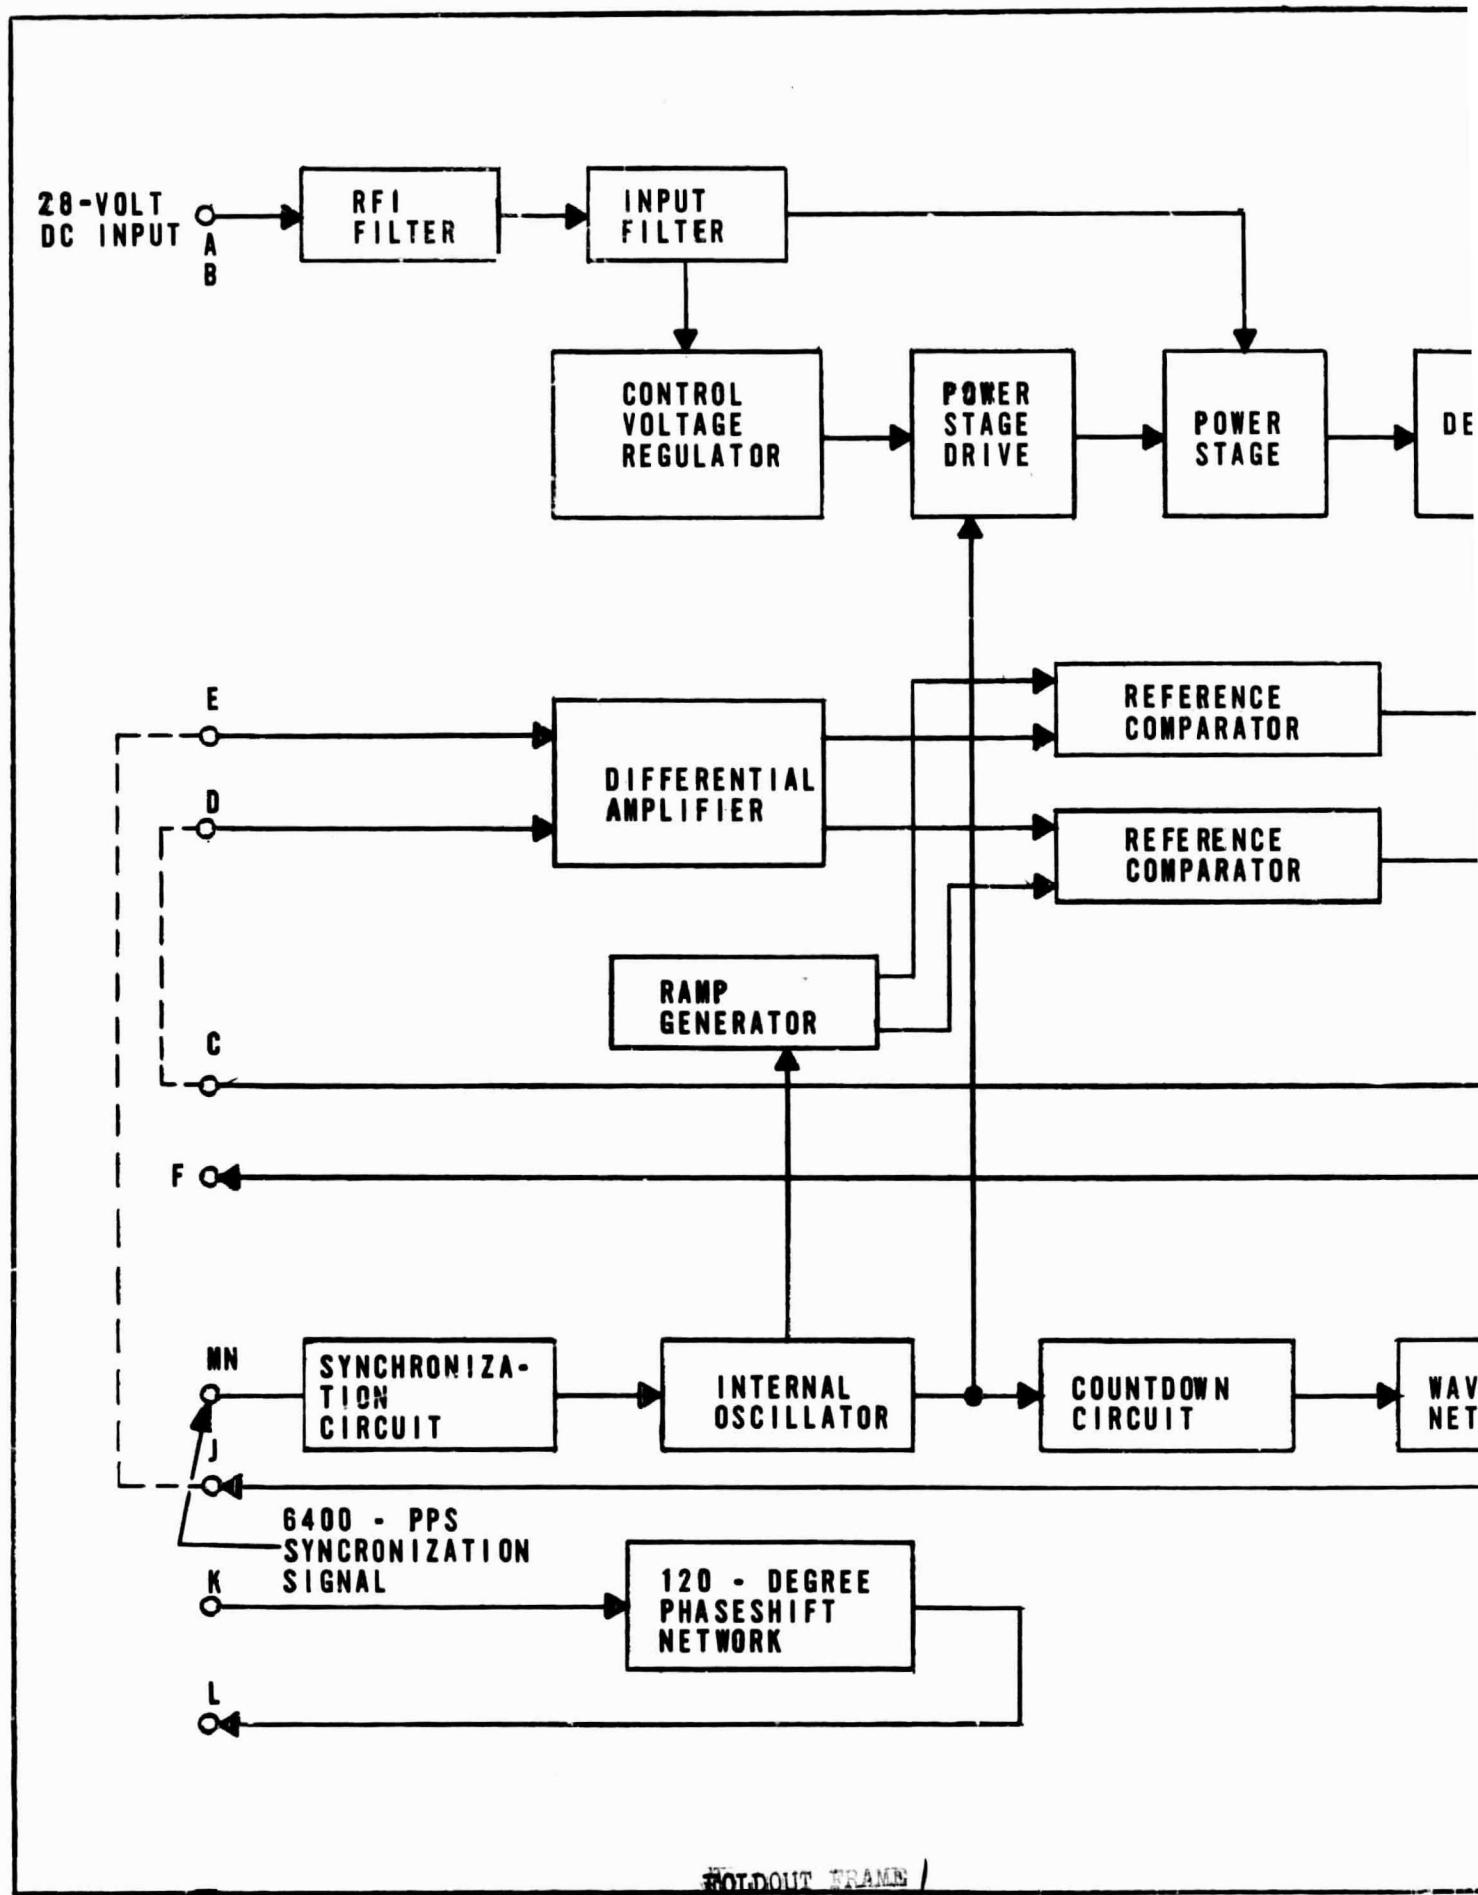 28-VOLT
DC INPUT
A
B
RFI
FILTER
INPUT
FILTER
CONTROL
VOLTAGE
REGULATOR
POWER
STAGE
DRIVE
POWER
STAGE
DE
E
D
DIFFERENTIAL
AMPLIFIER
REFERENCE
COMPARATOR
REFERENCE
COMPARATOR
RAMP
GENERATOR
C
F
MN
SYNCHRONIZA-
TION
CIRCUIT
INTERNAL
OSCILLATOR
COUNTDOWN
CIRCUIT
WAV
NET
J
6400 - PPS
SYNCRONIZATION
SIGNAL
K
120 - DEGREE
PHASESHIFT
NETWORK
L
FOLDOUT FRAME 1